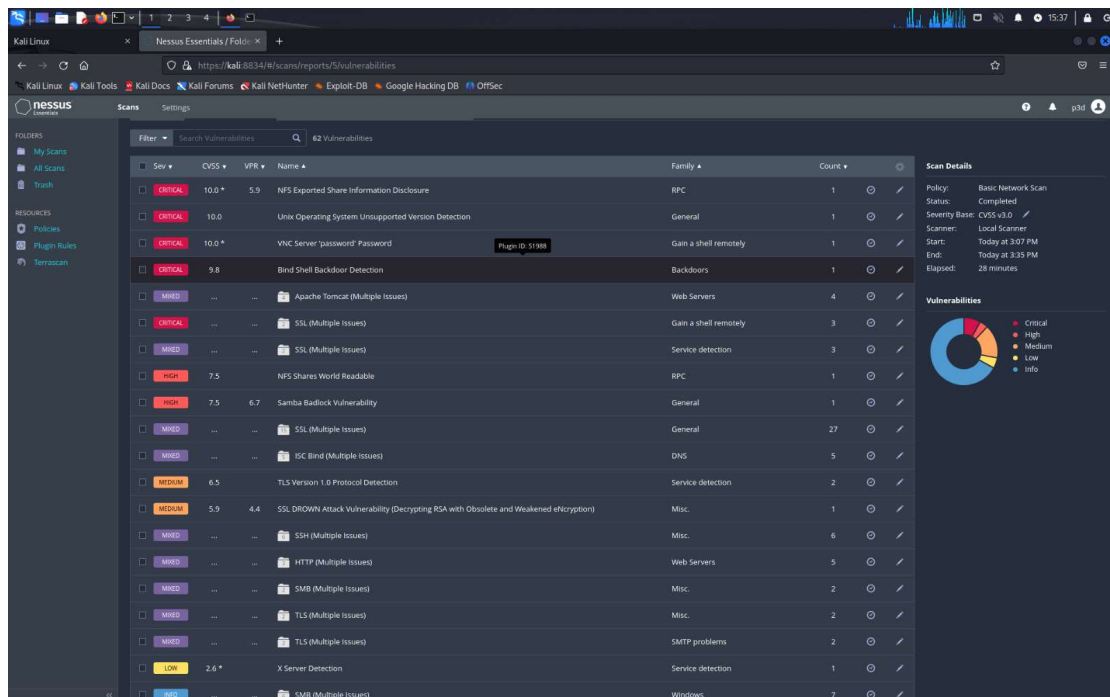 1 2 3 4
15:37
Kali Linux
Nessus Essentials / Folde
https://kali:8834/#/scans/reports/5/vulnerabilities
Kali Linux Kali Tools Kali Docs Kali Forums Kali NetHunter Exploit-DB Google Hacking DB OffSec
nessus Essentials Scans Settings p3d
FOLDERS
My Scans
All Scans
Trash
RESOURCES
Policies
Plugin Rules
Terrascan
Filter Search Vulnerabilities 62 Vulnerabilities
Sev CVSS VPR Name Family Count
CRITICAL 10.0 * 5.9 NFS Exported Share Information Disclosure RPC 1
CRITICAL 10.0 Unix Operating System Unsupported Version Detection General 1
CRITICAL 10.0 * VNC Server 'password' Password Gain a shell remotely 1
Plugin ID: 51988
CRITICAL 9.8 Bind Shell Backdoor Detection Backdoors 1
MIXED ... ... 4 Apache Tomcat (Multiple Issues) Web Servers 4
CRITICAL ... ... SSL (Multiple Issues) Gain a shell remotely 3
MIXED ... ... SSL (Multiple Issues) Service detection 3
HIGH 7.5 NFS Shares World Readable RPC 1
HIGH 7.5 6.7 Samba Badlock Vulnerability General 1
MIXED ... ... SSL (Multiple Issues) General 27
MIXED ... ... ISC Bind (Multiple Issues) DNS 5
MEDIUM 6.5 TLS Version 1.0 Protocol Detection Service detection 2
MEDIUM 5.9 4.4 SSL DROWN Attack Vulnerability (Decrypting RSA with Obsolete and Weakened eNcryption) Misc. 1
MIXED ... ... SSH (Multiple Issues) Misc. 6
MIXED ... ... HTTP (Multiple Issues) Web Servers 5
MIXED ... ... SMB (Multiple Issues) Misc. 2
MIXED ... ... TLS (Multiple Issues) Misc. 2
MIXED ... ... TLS (Multiple Issues) SMTP problems 2
LOW 2.6 * X Server Detection Service detection 1
INFO ... ... SMB (Multiple Issues) Windows 7
Scan Details
Policy: Basic Network Scan
Status: Completed
Severity Base: CVSS v3.0
Scanner: Local Scanner
Start: Today at 3:07 PM
End: Today at 3:35 PM
Elapsed: 28 minutes
Vulnerabilities
Critical
High
Medium
Low
Info